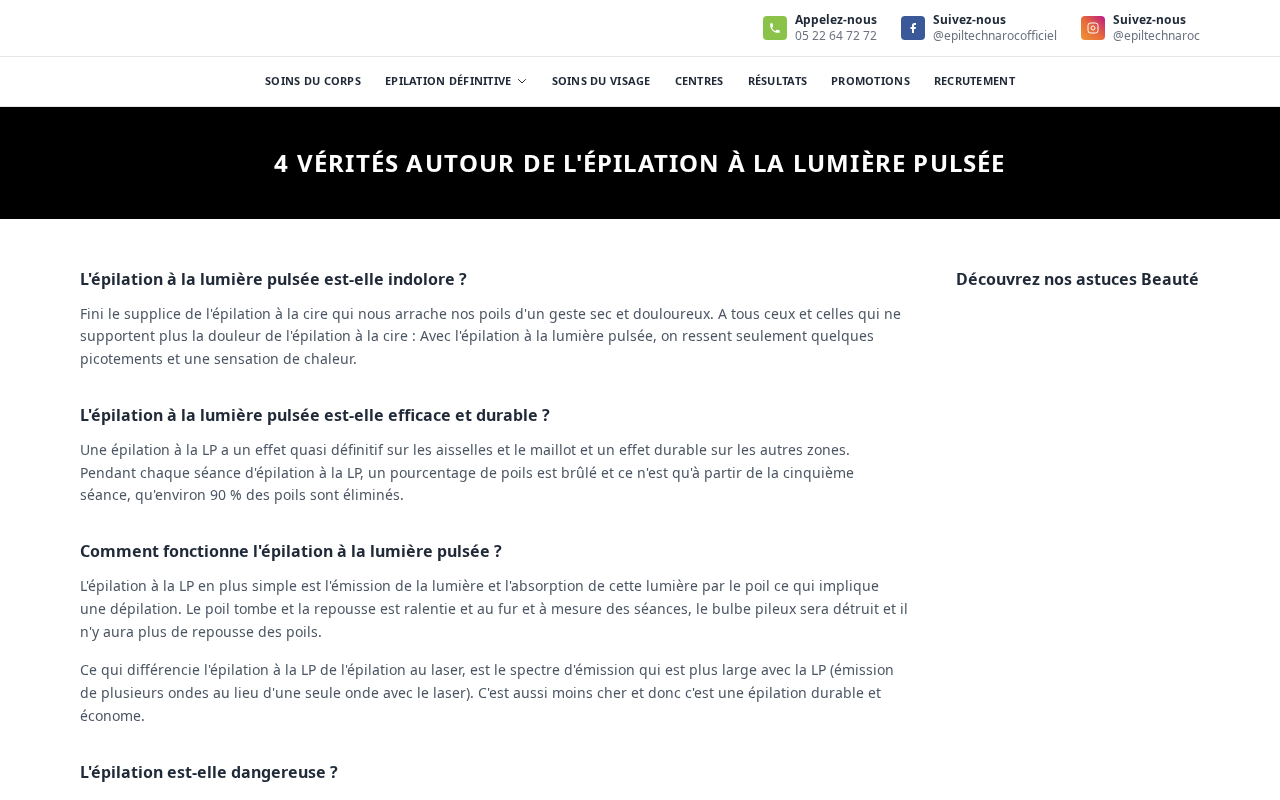 Appelez-nous
05 22 64 72 72
Suivez-nous
@epiltechnarocofficiel
Suivez-nous
@epiltechnaroc
SOINS DU CORPS
EPILATION DÉFINITIVE
SOINS DU VISAGE
CENTRES
RÉSULTATS
PROMOTIONS
RECRUTEMENT
4 VÉRITÉS AUTOUR DE L'ÉPILATION À LA LUMIÈRE PULSÉE
L'épilation à la lumière pulsée est-elle indolore ?
Fini le supplice de l'épilation à la cire qui nous arrache nos poils d'un geste sec et douloureux. A tous ceux et celles qui ne
supportent plus la douleur de l'épilation à la cire : Avec l'épilation à la lumière pulsée, on ressent seulement quelques
picotements et une sensation de chaleur.
L'épilation à la lumière pulsée est-elle efficace et durable ?
Une épilation à la LP a un effet quasi définitif sur les aisselles et le maillot et un effet durable sur les autres zones.
Pendant chaque séance d'épilation à la LP, un pourcentage de poils est brûlé et ce n'est qu'à partir de la cinquième
séance, qu'environ 90 % des poils sont éliminés.
Comment fonctionne l'épilation à la lumière pulsée ?
L'épilation à la LP en plus simple est l'émission de la lumière et l'absorption de cette lumière par le poil ce qui implique
une dépilation. Le poil tombe et la repousse est ralentie et au fur et à mesure des séances, le bulbe pileux sera détruit et il
n'y aura plus de repousse des poils.
Ce qui différencie l'épilation à la LP de l'épilation au laser, est le spectre d'émission qui est plus large avec la LP (émission
de plusieurs ondes au lieu d'une seule onde avec le laser). C'est aussi moins cher et donc c'est une épilation durable et
économe.
L'épilation est-elle dangereuse ?
Découvrez nos astuces Beauté